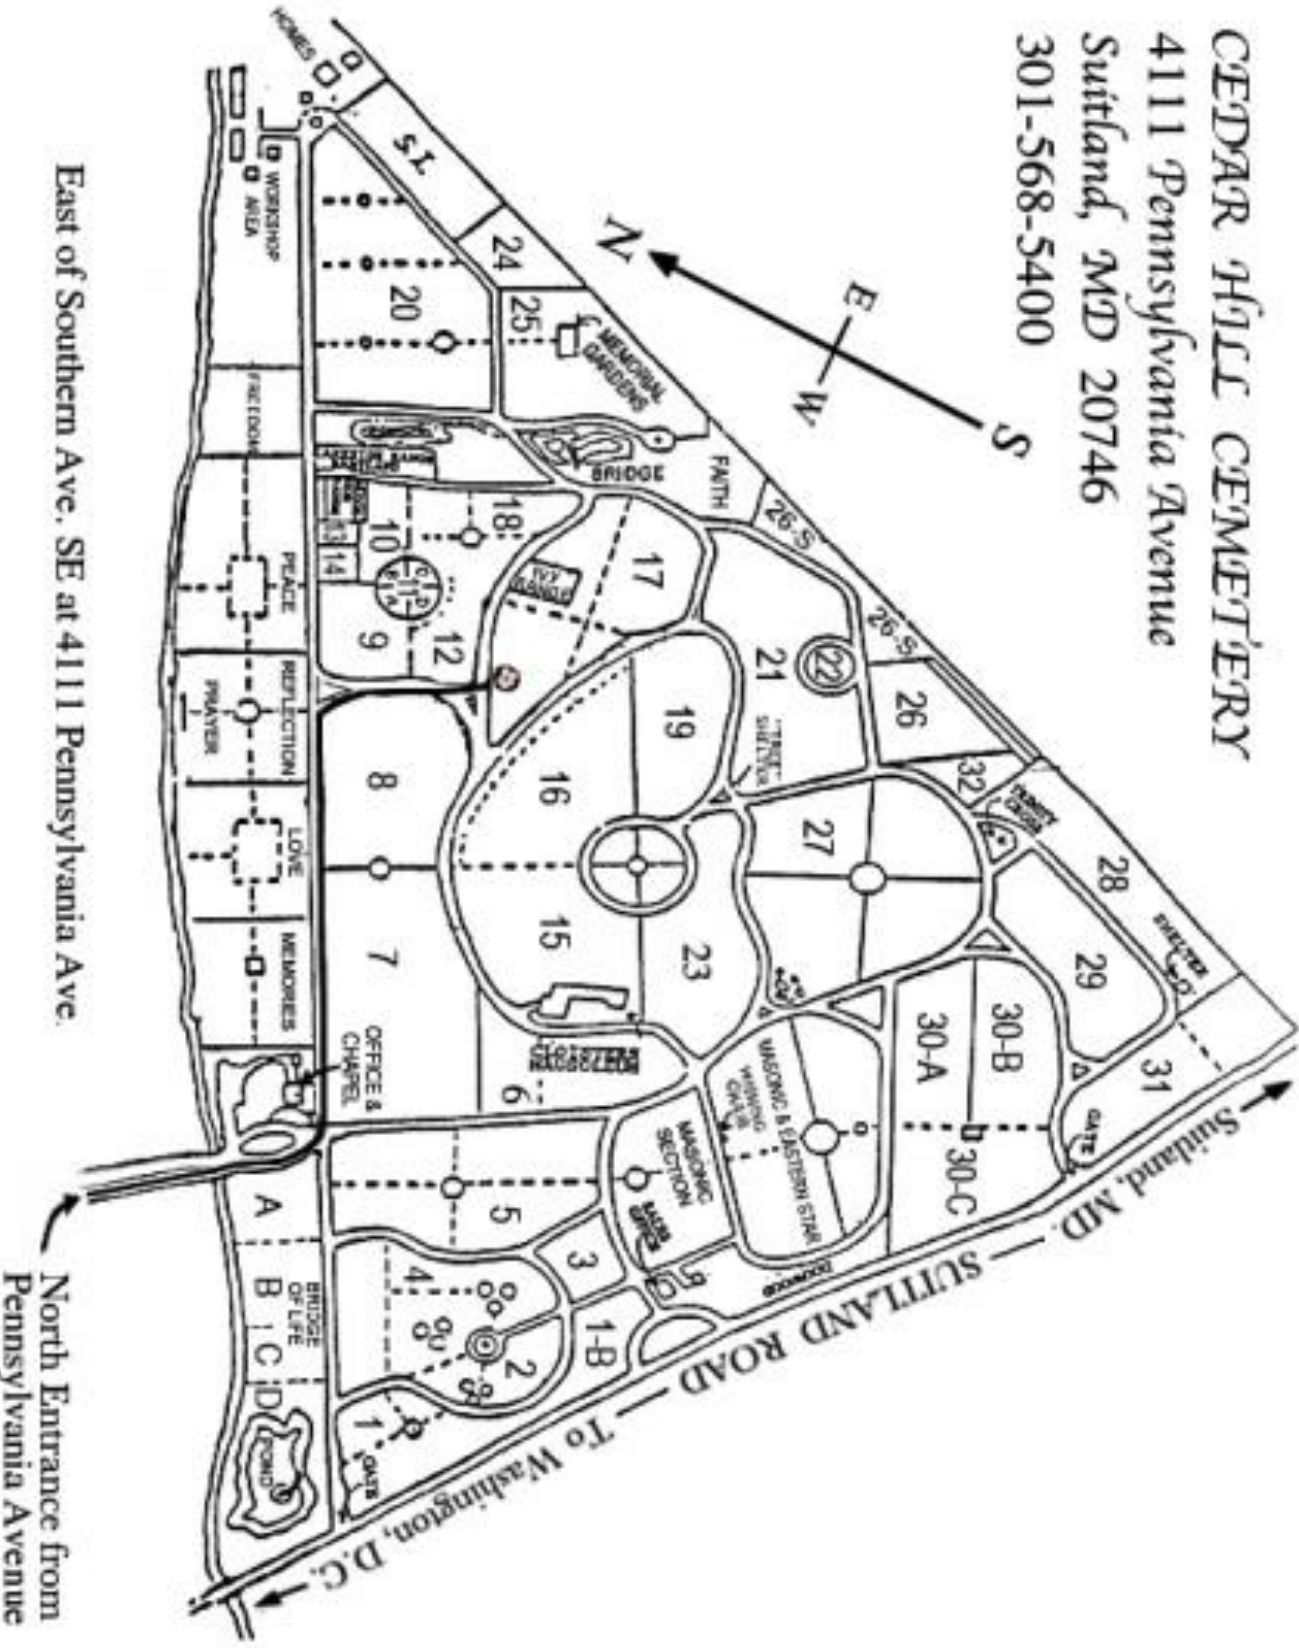 CEDAR HILL CEMETERY
4111 Pennsylvania Avenue
Suitland, MD 20746
301-568-5400
S
E
W
N
HOMES
T.S.
24
25
MEMORIAL
GARDENS
BRIDGE
FAITH
26-S
26-S
26
32
TRINITY
CROSS
28
29
31
GATE
WORKSHOP
AREA
20
18
17
10
13
14
11
9
12
19
21
22
27
16
15
23
30-A
30-B
30-C
8
7
6
FREEDOM
PEACE
REFLECTION
PRAYER
LOVE
MEMORIES
OFFICE &
CHAPEL
MASONIC & EASTERN STAR
MASONIC
SECTION
DOGWOOD
5
4
3
2
1-B
1
GATE
A
B
C
D
BRIDGE
OF LIFE
POND
Suitland, MD. — SUITLAND ROAD — To Washington, D.C.
East of Southern Ave. SE at 4111 Pennsylvania Ave.
North Entrance from
Pennsylvania Avenue